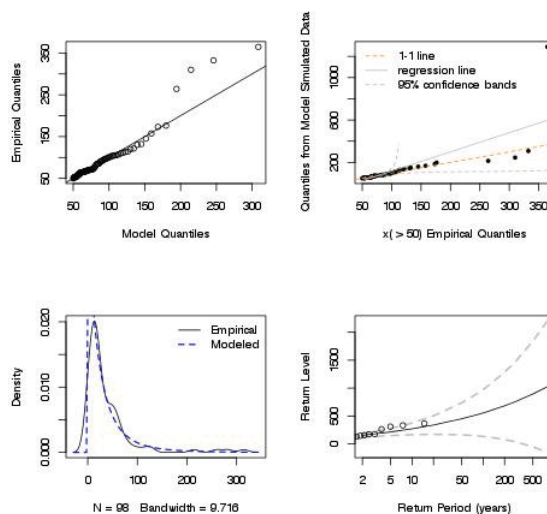 Empirical Quantiles
50
150
250
350
50
100
150
200
250
300
Model Quantiles
Quantiles from Model Simulated Data
200
600
1000
1-1 line
regression line
95% confidence bands
50
100
150
200
250
300
350
x( > 50) Empirical Quantiles
Density
0.000
0.010
0.020
Empirical
Modeled
0
100
200
300
N = 98 Bandwidth = 9.716
Return Level
100
500
1500
2
5
10
50
100
500
Return Period (years)